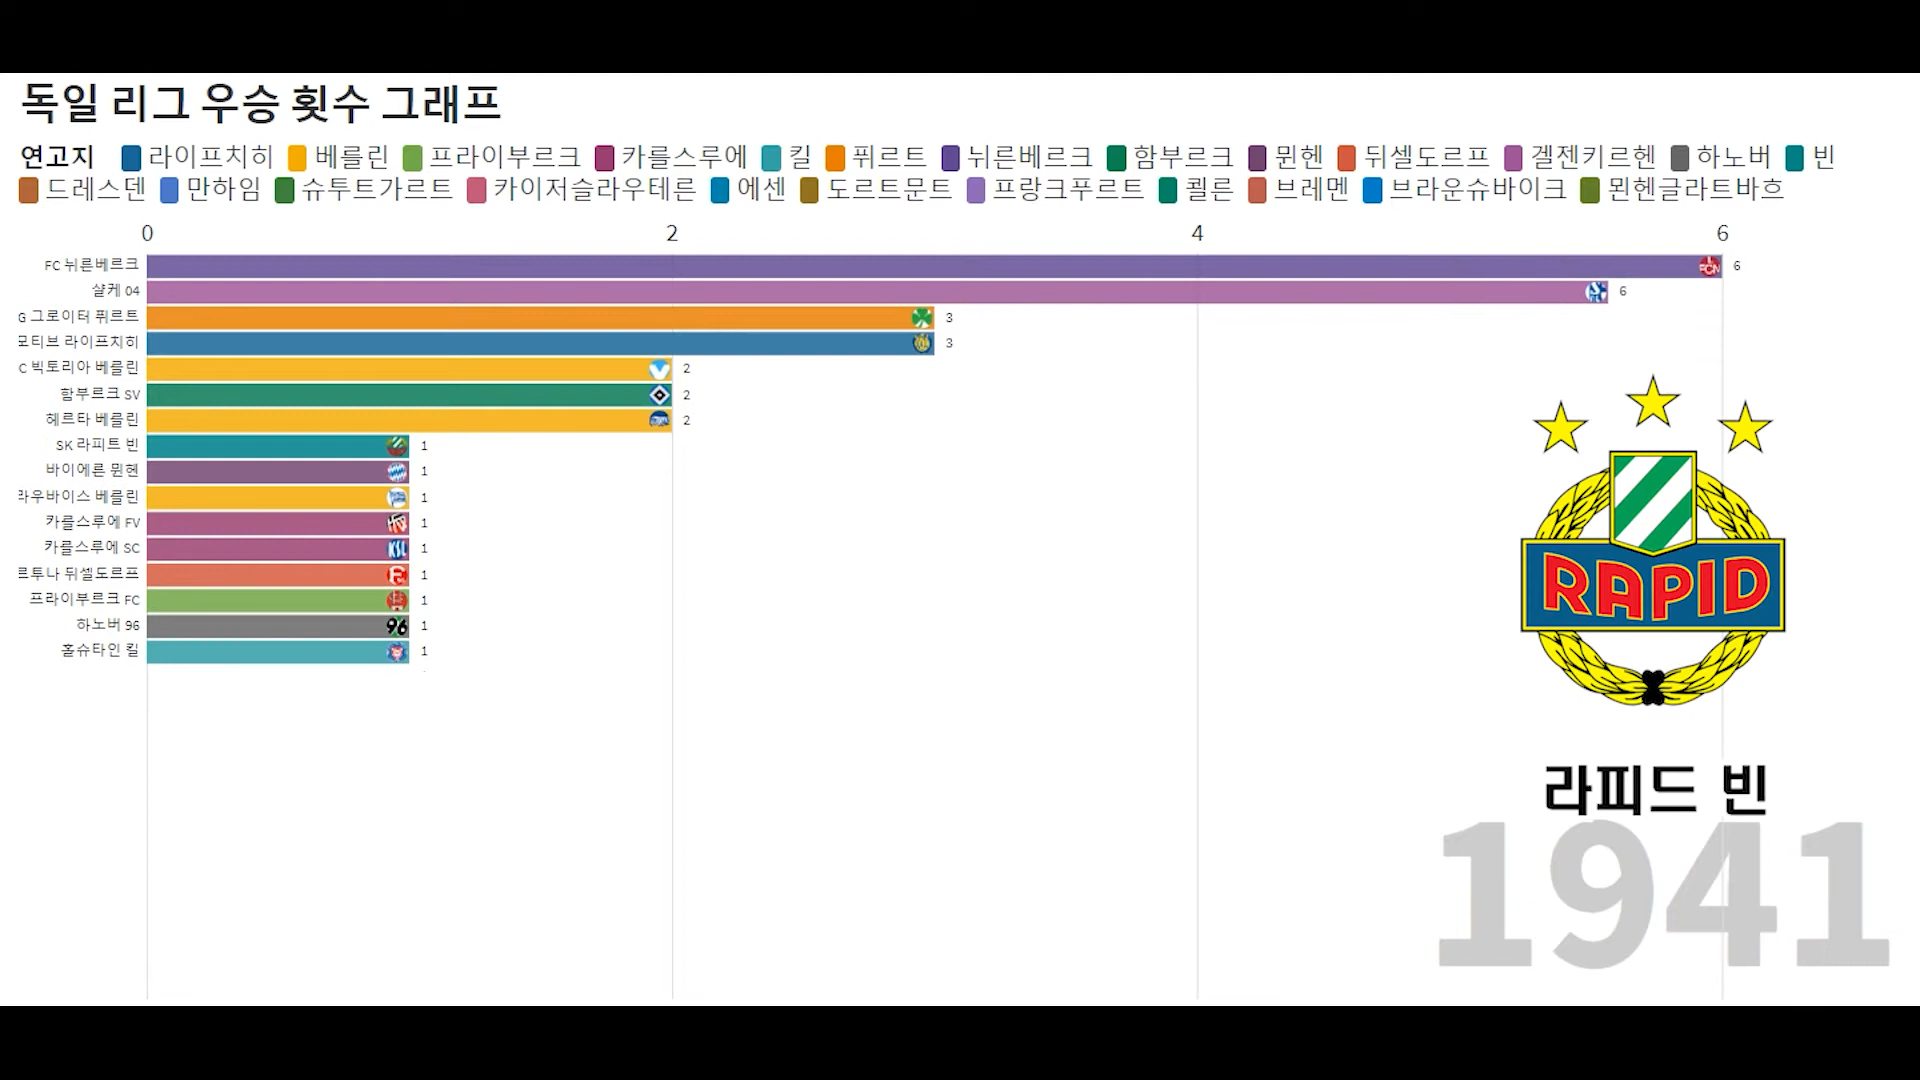 독일 리그 우승 횟수 그래프
연고지 라이프치히 베를린 프라이부르크 카를스루에 킬 퓌르트 뉘른베르크 함부르크 뮌헨 뒤셀도르프 겔젠키르헨 하노버 빈
드레스덴 만하임 슈투트가르트 카이저슬라우테른 에센 도르트문트 프랑크푸르트 쾰른 브레멘 브라운슈바이크 묀헨글라트바흐
0 2 4 6
FC 뉘른베르크 6
샬케 04 6
G 그로이터 퓌르트 3
모티브 라이프치히 3
C 빅토리아 베를린 2
함부르크 SV 2
헤르타 베를린 2
SK 라피트 빈 1
바이에른 뮌헨 1
라우바이스 베를린 1
카를스루에 FV 1
카를스루에 SC 1
르투나 뒤셀도르프 1
프라이부르크 FC 1
하노버 96 96 1
홀슈타인 킬 1
RAPID
라피드 빈
1941